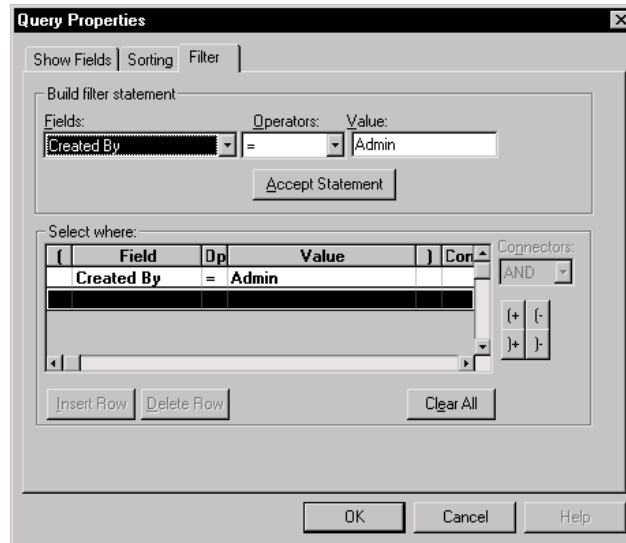 Query Properties
Show Fields Sorting Filter
Build filter statement
Fields: Operators: Value:
Created By = Admin
Accept Statement
Select where:
( Field Op Value ) Con Connectors:
Created By = Admin AND
(+ (-
)+ )-
Insert Row Delete Row Clear All
OK Cancel Help